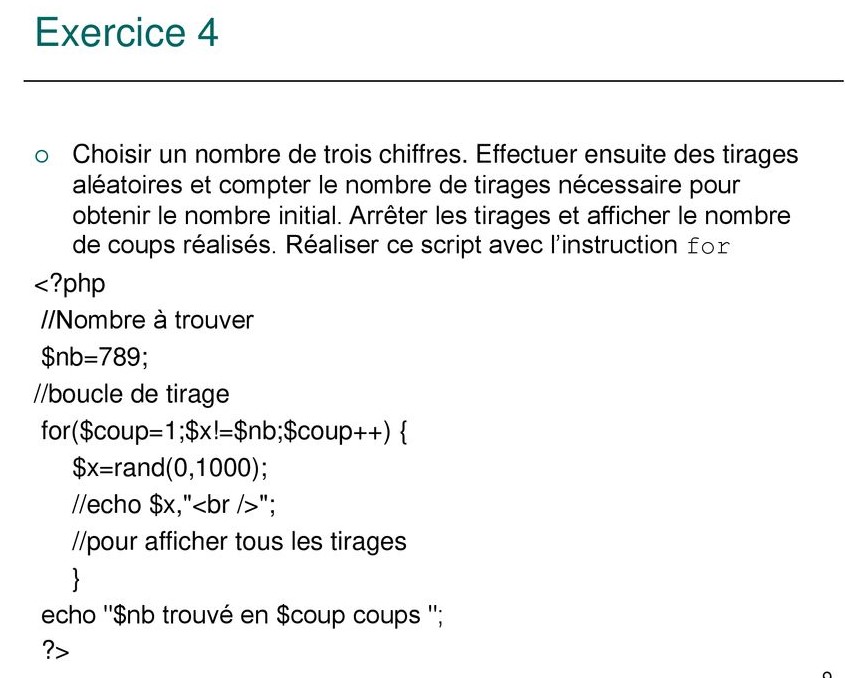 Exercice 4
Choisir un nombre de trois chiffres. Effectuer ensuite des tirages
aléatoires et compter le nombre de tirages nécessaire pour
obtenir le nombre initial. Arrêter les tirages et afficher le nombre
de coups réalisés. Réaliser ce script avec l'instruction for
<?php
//Nombre à trouver
$nb=789;
//boucle de tirage
for($coup=1;$x!=$nb;$coup++) {
$x=rand(0,1000);
//echo $x,"<br />";
//pour afficher tous les tirages
}
echo "$nb trouvé en $coup coups ";
?>